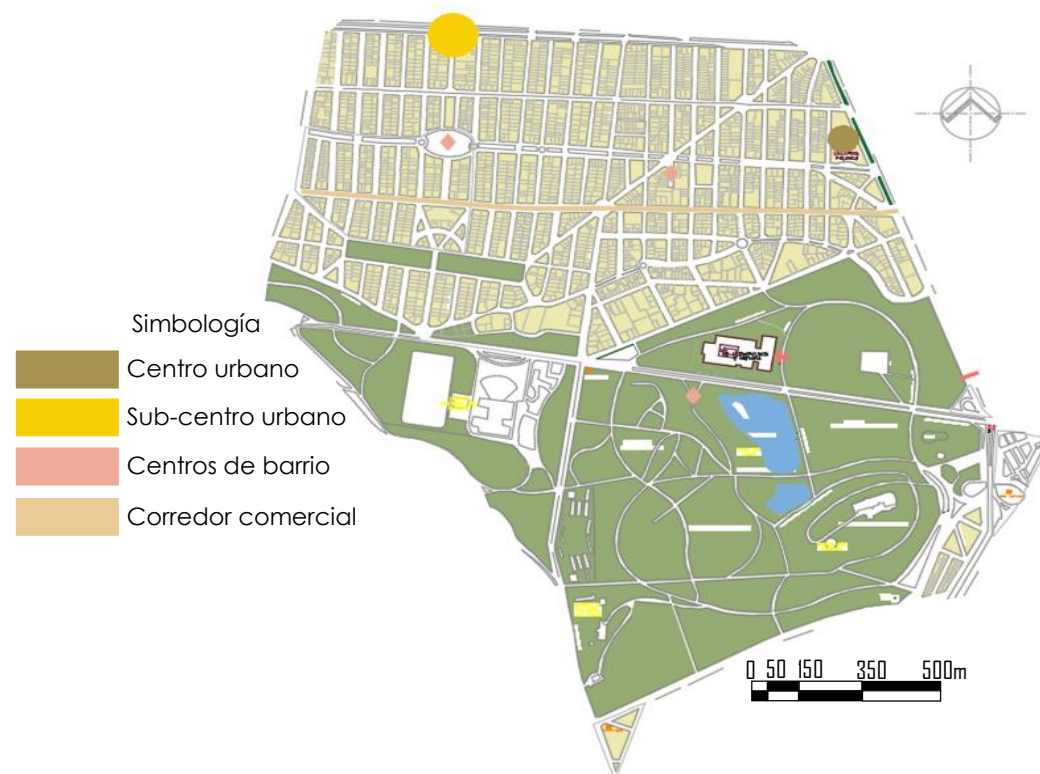 Simbología
Centro urbano
Sub-centro urbano
Centros de barrio
Corredor comercial
0 50 150 350 500m